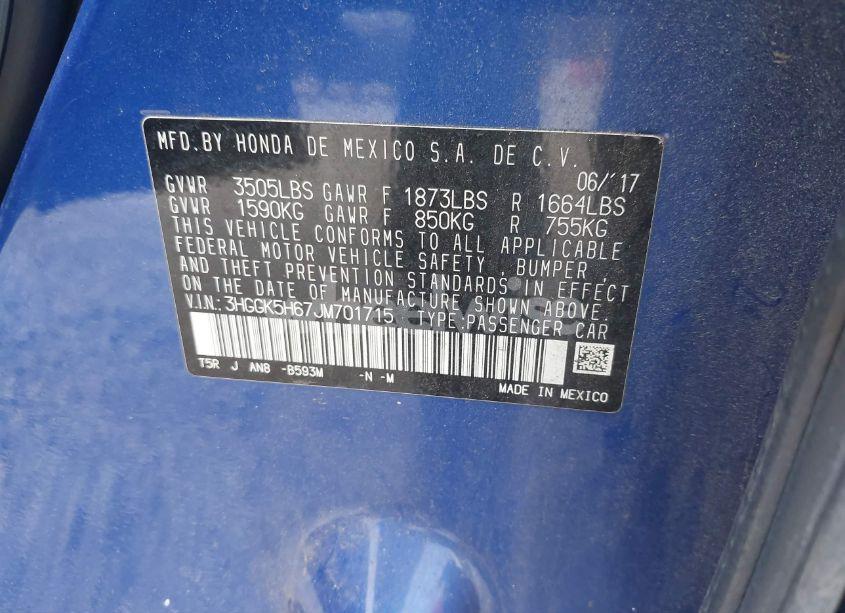 MFD.BY HONDA DE MEXICO S.A. DE C.V.
06/'17
GVWR 3505LBS GAWR F 1873LBS R 1664LBS
GVWR 1590KG GAWR F 850KG R 755KG
THIS VEHICLE CONFORMS TO ALL APPLICABLE
FEDERAL MOTOR VEHICLE SAFETY, BUMPER,
AND THEFT PREVENTION STANDARDS IN EFFECT
ON THE DATE OF MANUFACTURE SHOWN ABOVE.
V.I.N.: 3HGGK5H67JM701715 TYPE:PASSENGER CAR
T5R J AN8 -B593M -N -M
MADE IN MEXICO